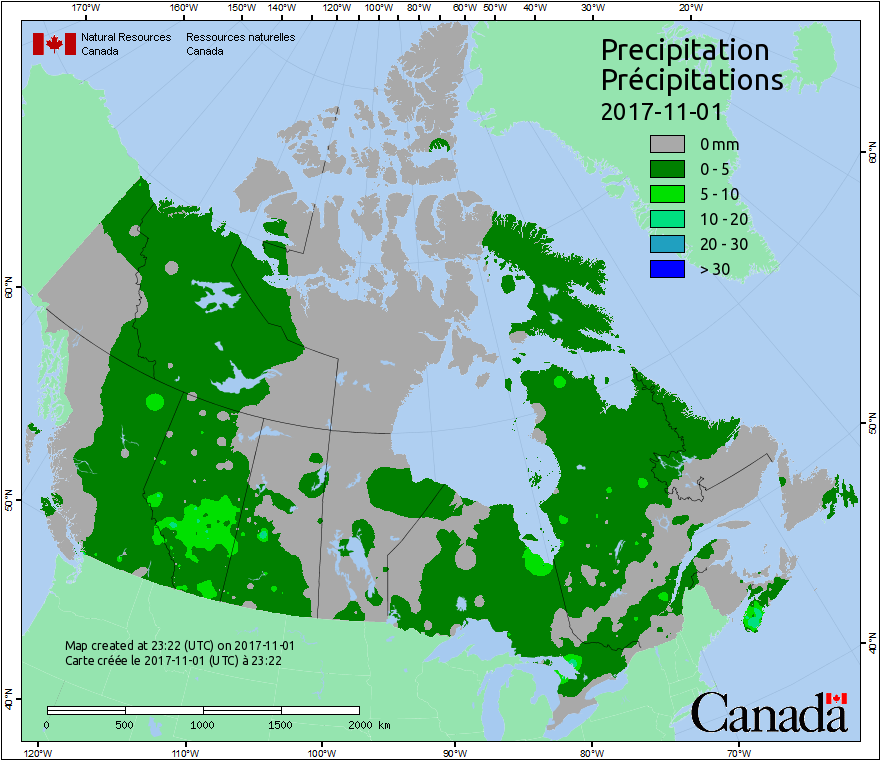 170°W 160°W 150°W 140°W 120°W 100°W 80°W 60°W 50°W 40°W 30°W 20°W
Natural Resources Ressources naturelles
Canada Canada
Precipitation
Précipitations
2017-11-01
0 mm
0 - 5
5 - 10
10 - 20
20 - 30
> 30
60°N
60°N
50°N
50°N
40°N
40°N
Map created at 23:22 (UTC) on 2017-11-01
Carte créée le 2017-11-01 (UTC) à 23:22
0 500 1000 1500 2000 km
Canada
120°W 110°W 100°W 90°W 80°W 70°W